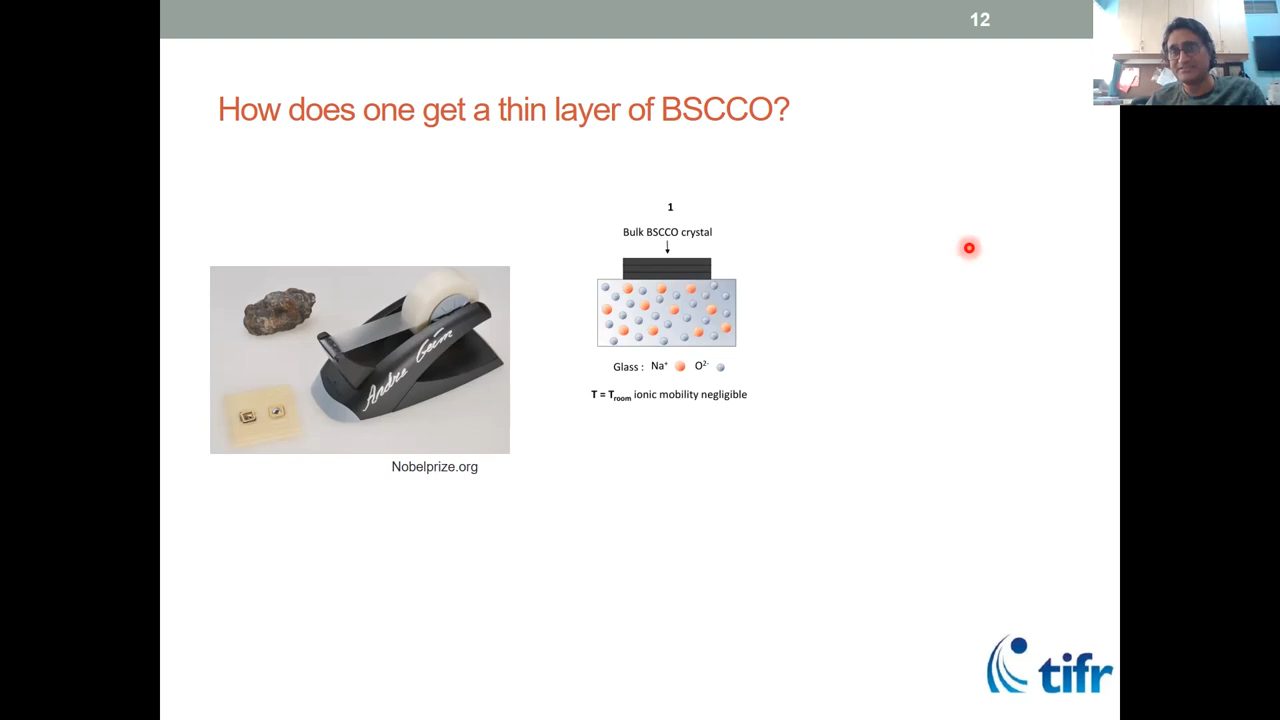 12
How does one get a thin layer of BSCCO?
1
Bulk BSCCO crystal
Glass : Na⁺ O²⁻
T = Troom ionic mobility negligible
Andre Geim
Nobelprize.org
tifr